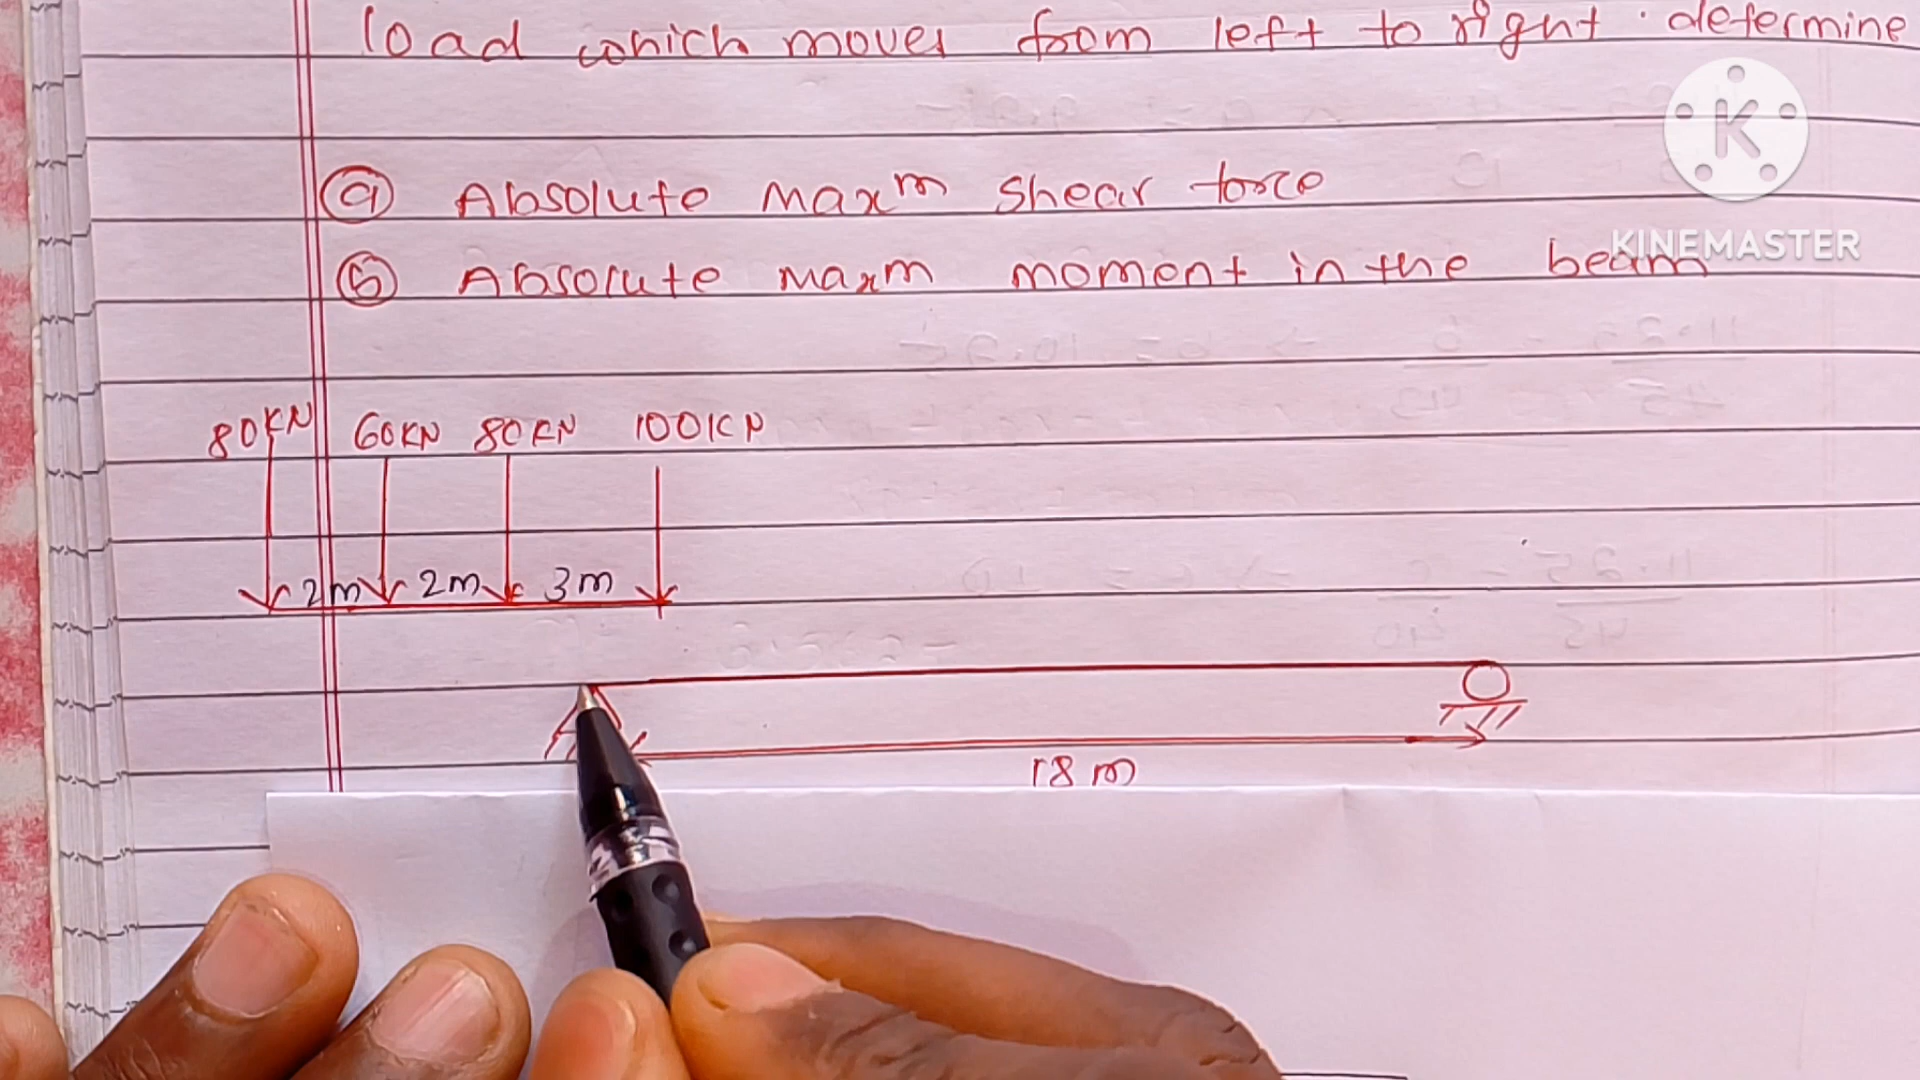 load which moves from left to right. determine
K
KINEMASTER
ⓐ Absolute maxm shear force
ⓑ Absolute maxm moment in the beam
80KN 60KN 80KN 100KN
2m 2m 3m
18m